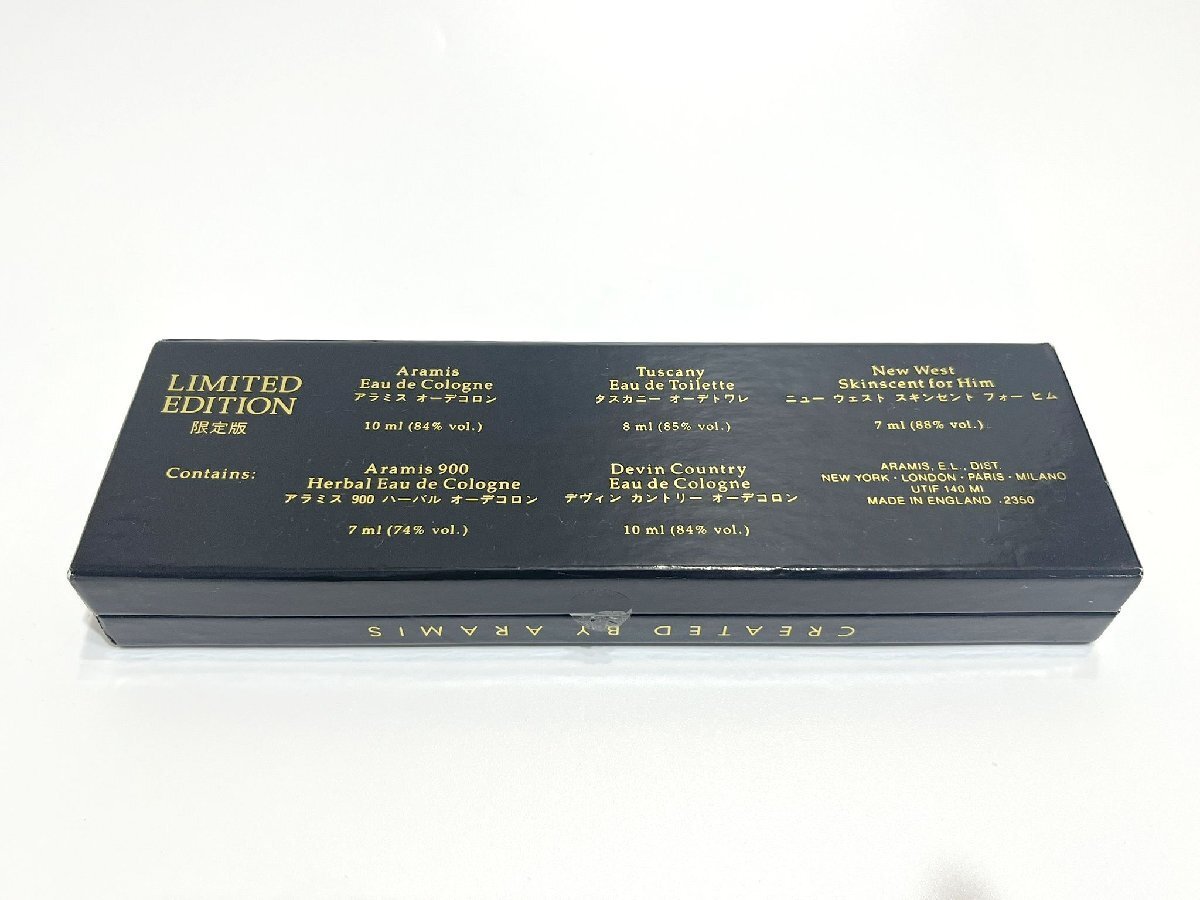 LIMITED
EDITION
限定版
Contains:
Aramis
Eau de Cologne
アラミス オーデコロン
10 ml (84% vol.)
Tuscany
Eau de Toilette
タスカニー オーデトワレ
8 ml (85% vol.)
New West
Skinscent for Him
ニュー ウェスト スキンセント フォー ヒム
7 ml (88% vol.)
Aramis 900
Herbal Eau de Cologne
アラミス 900 ハーバル オーデコロン
7 ml (74% vol.)
Devin Country
Eau de Cologne
デヴィン カントリー オーデコロン
10 ml (84% vol.)
ARAMIS, E.L., DIST.
NEW YORK · LONDON · PARIS · MILANO
UTIF 140 MI
MADE IN ENGLAND .2350
CREATED BY ARAMIS